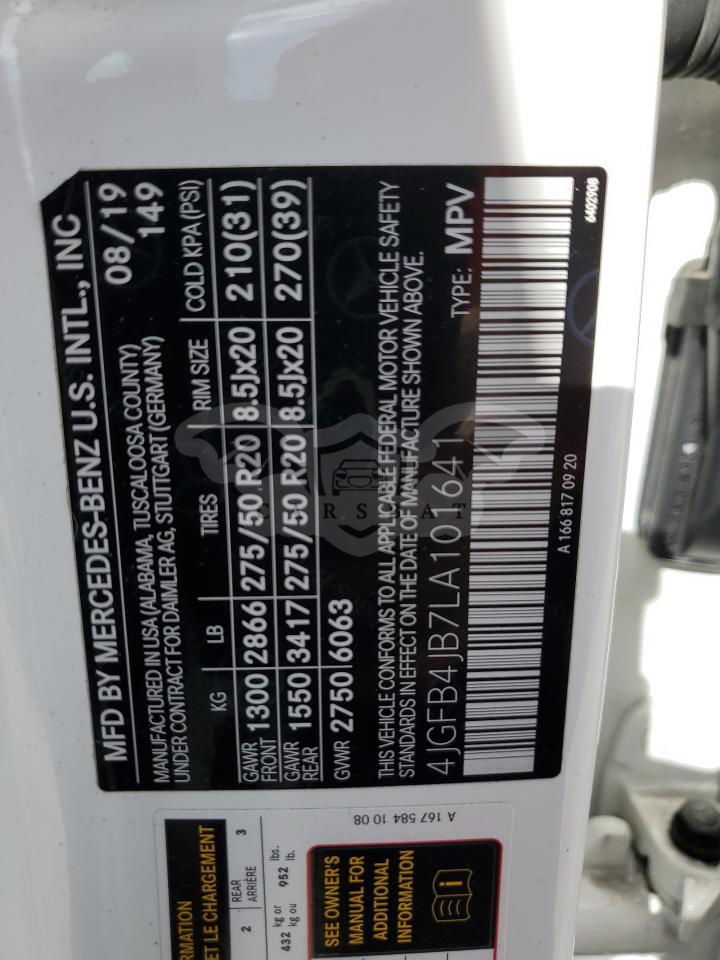 MFD BY MERCEDES-BENZ U.S. INTL., INC 08/19
MANUFACTURED IN USA (ALABAMA, TUSCALOOSA COUNTY) 149
UNDER CONTRACT FOR DAIMLER AG, STUTTGART (GERMANY)
KG LB TIRES RIM SIZE COLD KPA (PSI)
GAWR FRONT 1300 2866 275/50 R20 8.5Jx20 210(31)
GAWR REAR 1550 3417 275/50 R20 8.5Jx20 270(39)
GVWR 2750 6063
THIS VEHICLE CONFORMS TO ALL APPLICABLE FEDERAL MOTOR VEHICLE SAFETY
STANDARDS IN EFFECT ON THE DATE OF MANUFACTURE SHOWN ABOVE.
4JGFB4JB7LA101641 TYPE: MPV
A 166 817 09 20 6402908
A 167 584 10 08
ET LE CHARGEMENT
2 REAR ARRIÈRE 3
432 kg or kg ou 952 lbs. lb.
SEE OWNER'S
MANUAL FOR
ADDITIONAL
INFORMATION